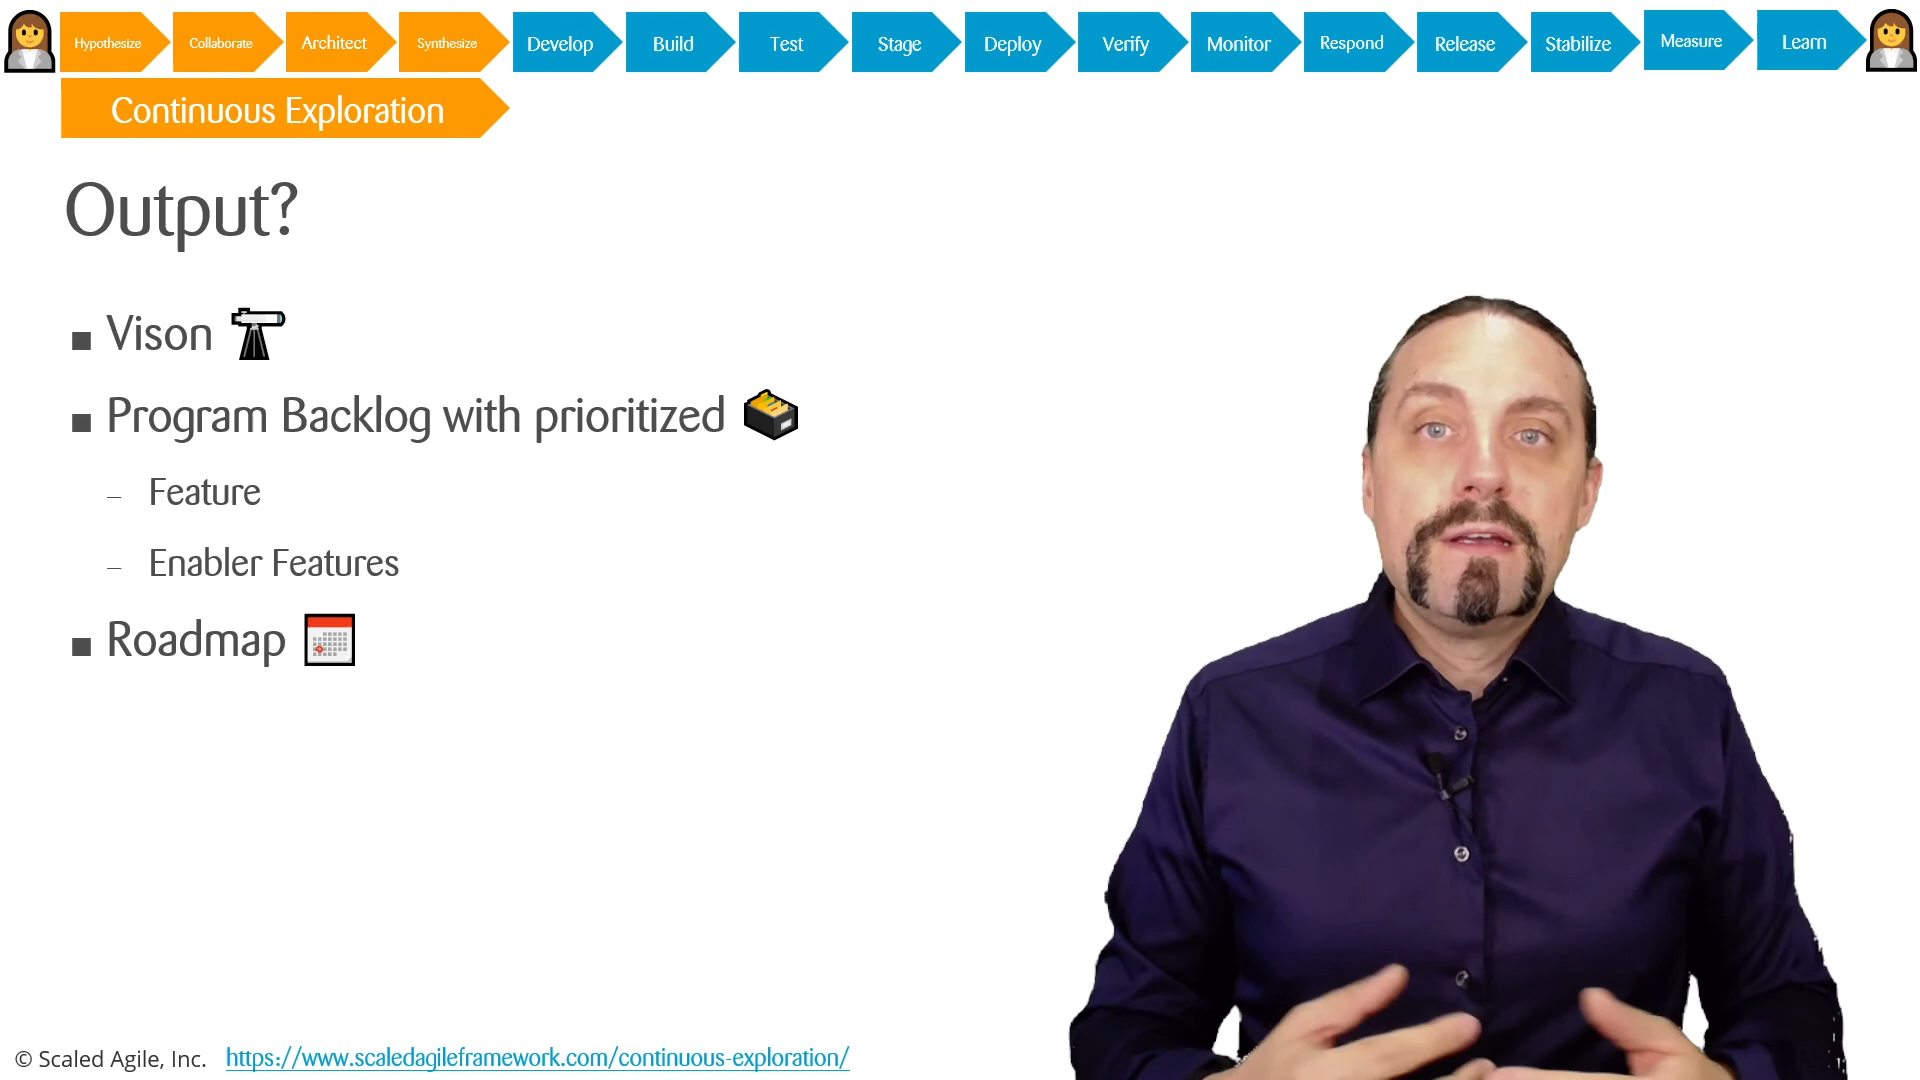 Hypothesize Collaborate Architect Synthesize Develop Build Test Stage Deploy Verify Monitor Respond Release Stabilize Measure Learn
Continuous Exploration
Output?
■ Vison
■ Program Backlog with prioritized
– Feature
– Enabler Features
■ Roadmap
© Scaled Agile, Inc. https://www.scaledagileframework.com/continuous-exploration/